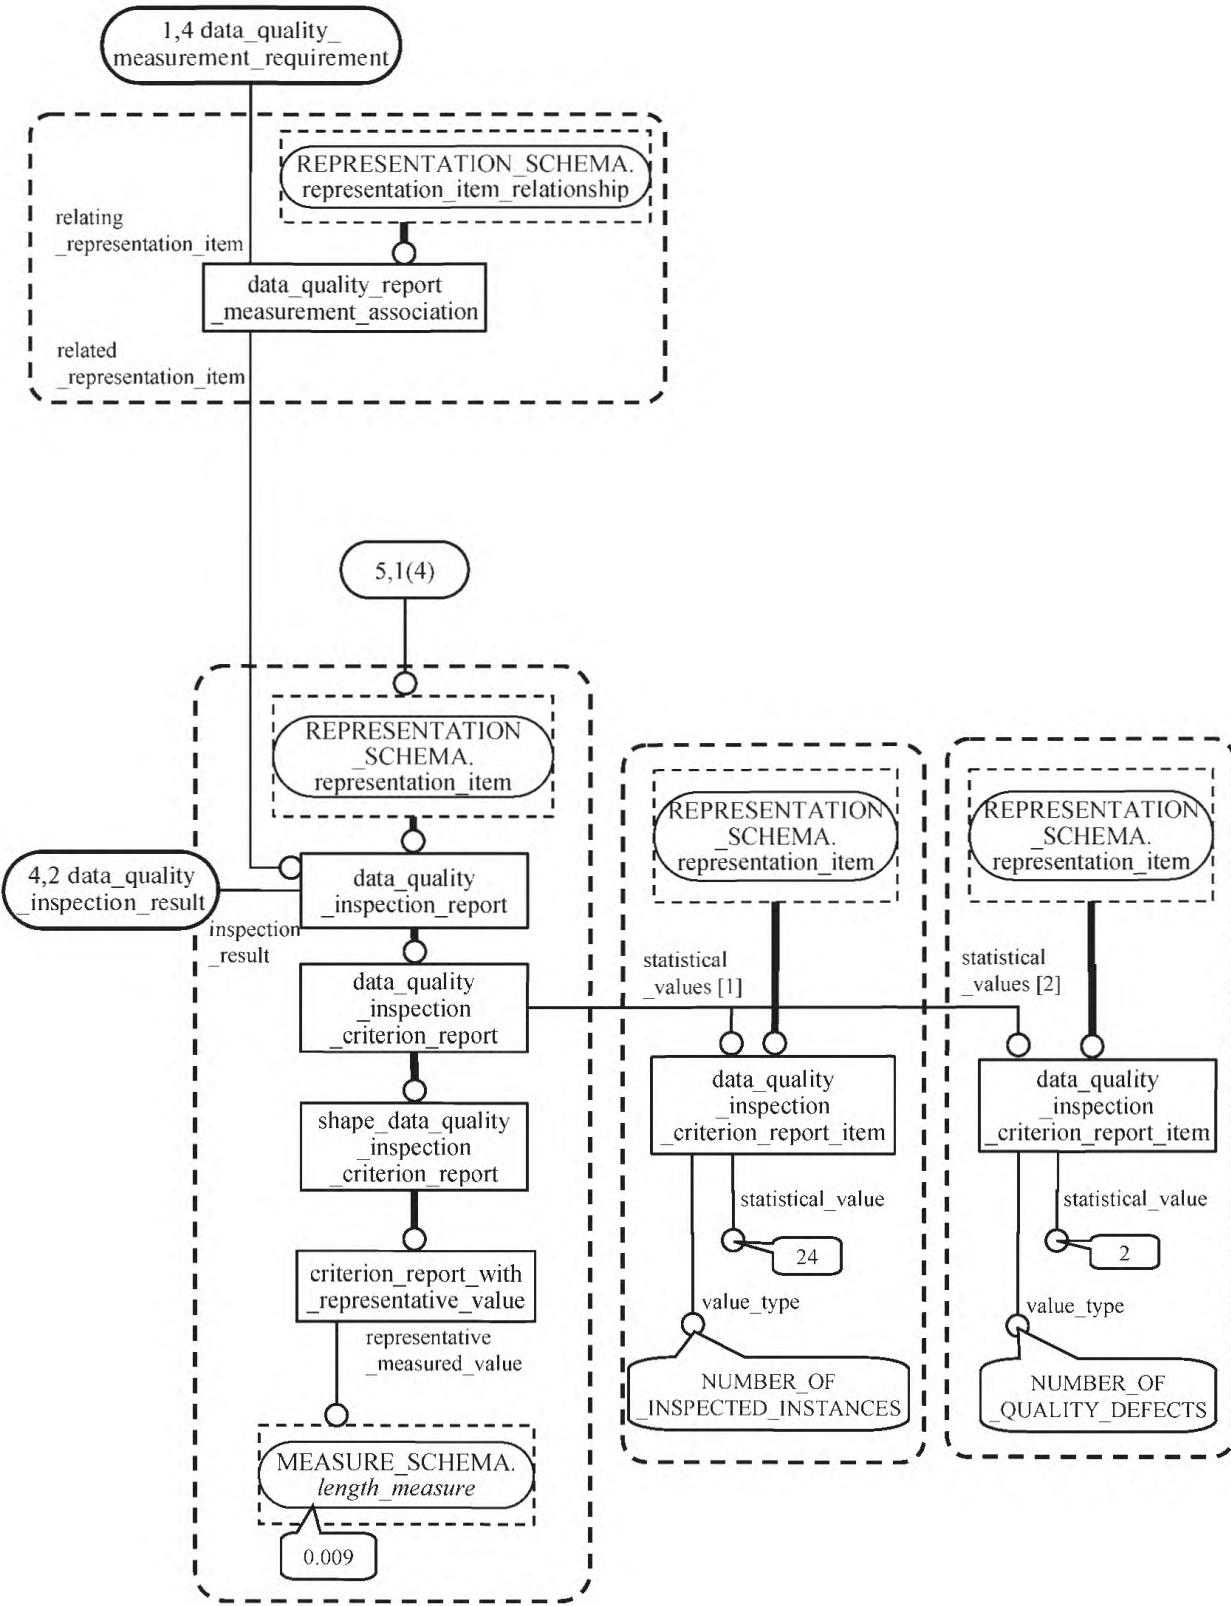 1,4 data_quality_
measurement_requirement
REPRESENTATION_SCHEMA.
representation_item_relationship
relating
_representation_item
data_quality_report
_measurement_association
related
_representation_item
5,1(4)
REPRESENTATION
_SCHEMA.
representation_item
4,2 data_quality
_inspection_result
data_quality
_inspection_report
inspection
_result
data_quality
_inspection
_criterion_report
shape_data_quality
_inspection
_criterion_report
criterion_report_with
_representative_value
representative
_measured_value
MEASURE_SCHEMA.
length_measure
0.009
REPRESENTATION
_SCHEMA.
representation_item
statistical
_values [1]
data_quality
_inspection
_criterion_report_item
statistical_value
24
value_type
NUMBER_OF
_INSPECTED_INSTANCES
REPRESENTATION
_SCHEMA.
representation_item
statistical
_values [2]
data_quality
_inspection
_criterion_report_item
statistical_value
2
value_type
NUMBER_OF
_QUALITY_DEFECTS